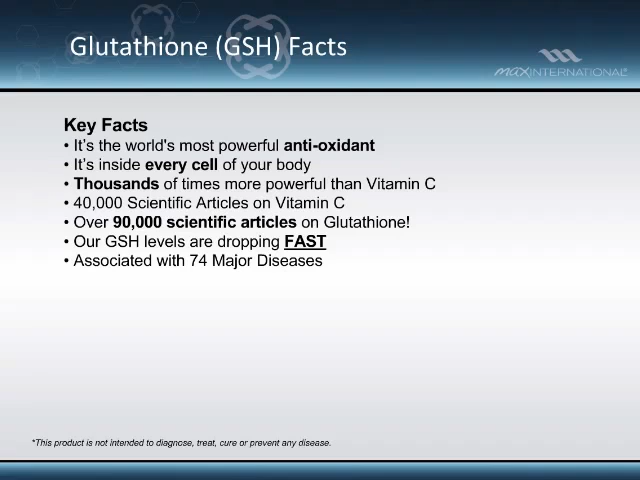 Glutathione (GSH) Facts
maxINTERNATIONAL®
Key Facts
• It's the world's most powerful anti-oxidant
• It’s inside every cell of your body
• Thousands of times more powerful than Vitamin C
• 40,000 Scientific Articles on Vitamin C
• Over 90,000 scientific articles on Glutathione!
• Our GSH levels are dropping FAST
• Associated with 74 Major Diseases
*This product is not intended to diagnose, treat, cure or prevent any disease.